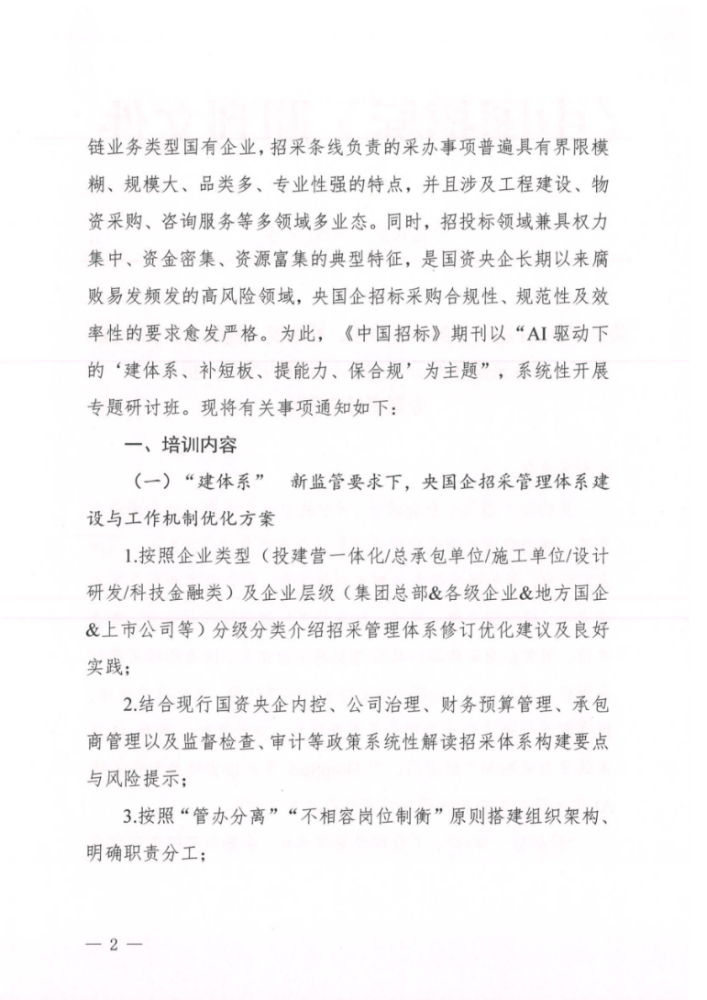 链业务类型国有企业，招采条线负责的采办事项普遍具有界限模
糊、规模大、品类多、专业性强的特点，并且涉及工程建设、物
资采购、咨询服务等多领域多业态。同时，招投标领域兼具权力
集中、资金密集、资源富集的典型特征，是国资央企长期以来腐
败易发频发的高风险领域，央国企招标采购合规性、规范性及效
率性的要求愈发严格。为此，《中国招标》期刊以“AI 驱动下
的‘建体系、补短板、提能力、保合规’为主题”，系统性开展
专题研讨班。现将有关事项通知如下：
一、培训内容
（一）“建体系” 新监管要求下，央国企招采管理体系建
设与工作机制优化方案
1.按照企业类型（投建营一体化/总承包单位/施工单位/设计
研发/科技金融类）及企业层级（集团总部&各级企业&地方国企
&上市公司等）分级分类介绍招采管理体系修订优化建议及良好
实践；
2.结合现行国资央企内控、公司治理、财务预算管理、承包
商管理以及监督检查、审计等政策系统性解读招采体系构建要点
与风险提示；
3.按照“管办分离”“不相容岗位制衡”原则搭建组织架构、
明确职责分工；
— 2 —